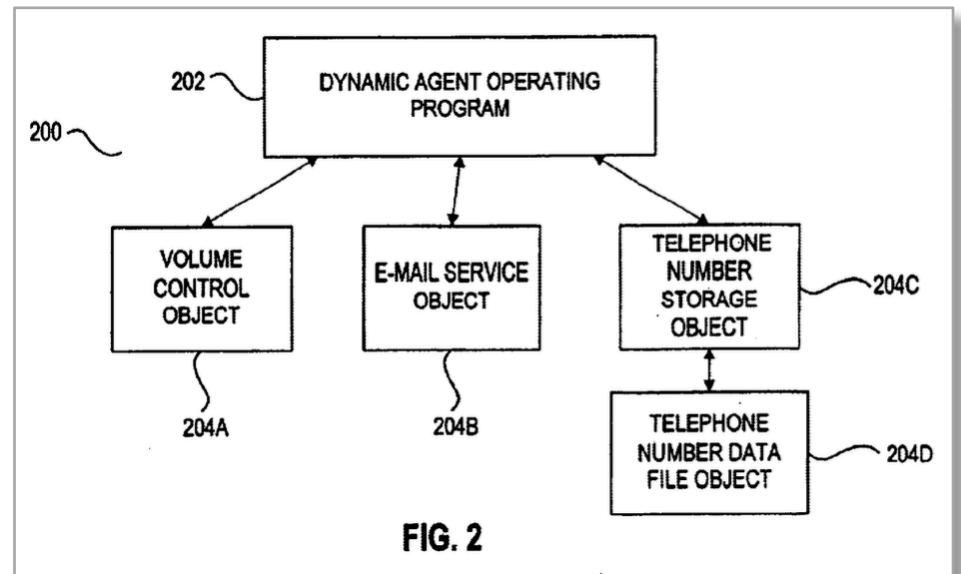 202
DYNAMIC AGENT OPERATING
PROGRAM
200
VOLUME
CONTROL
OBJECT
204A
E-MAIL SERVICE
OBJECT
204B
TELEPHONE
NUMBER
STORAGE
OBJECT
204C
TELEPHONE
NUMBER DATA
FILE OBJECT
204D
FIG. 2